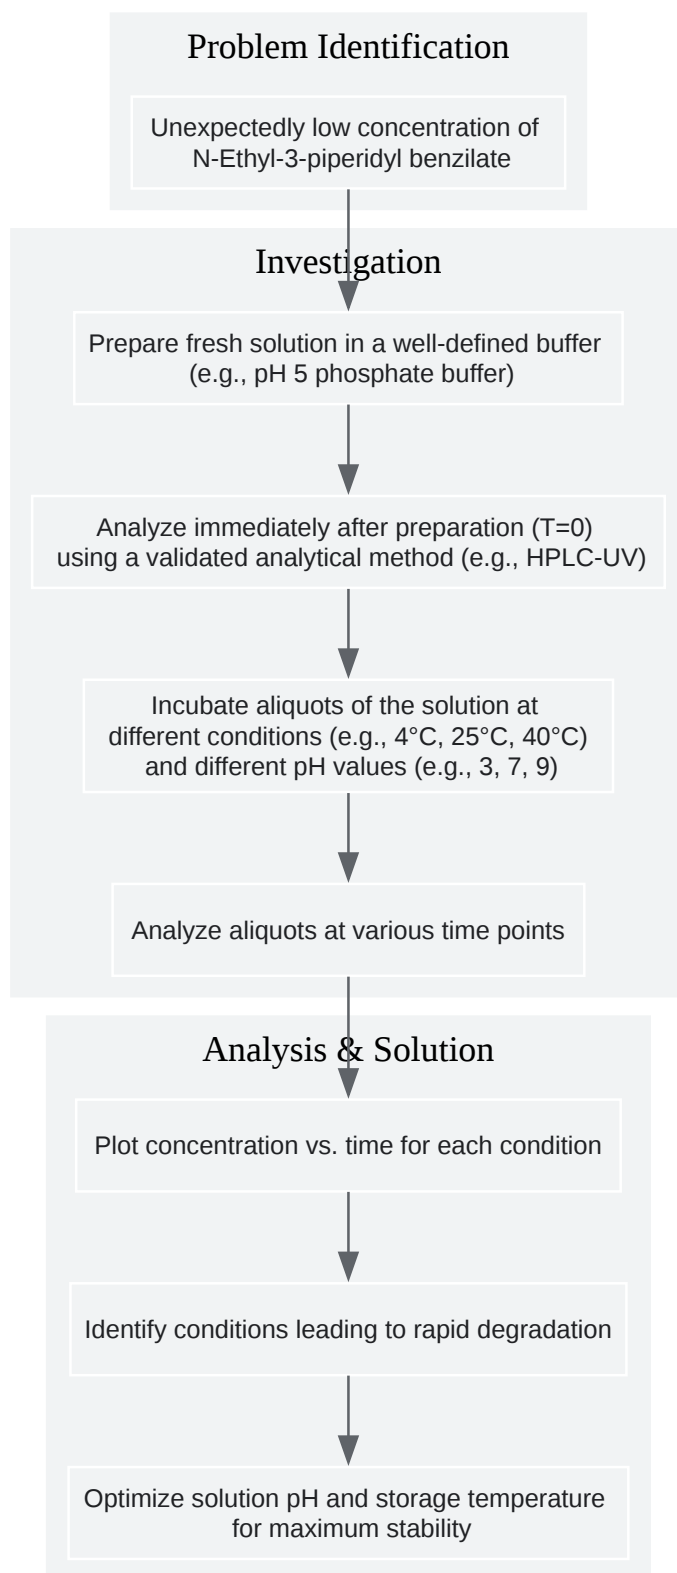 Problem Identification
Unexpectedly low concentration of
N-Ethyl-3-piperidyl benzilate
Investigation
Prepare fresh solution in a well-defined buffer
(e.g., pH 5 phosphate buffer)
Analyze immediately after preparation (T=0)
using a validated analytical method (e.g., HPLC-UV)
Incubate aliquots of the solution at
different conditions (e.g., 4°C, 25°C, 40°C)
and different pH values (e.g., 3, 7, 9)
Analyze aliquots at various time points
Analysis & Solution
Plot concentration vs. time for each condition
Identify conditions leading to rapid degradation
Optimize solution pH and storage temperature
for maximum stability